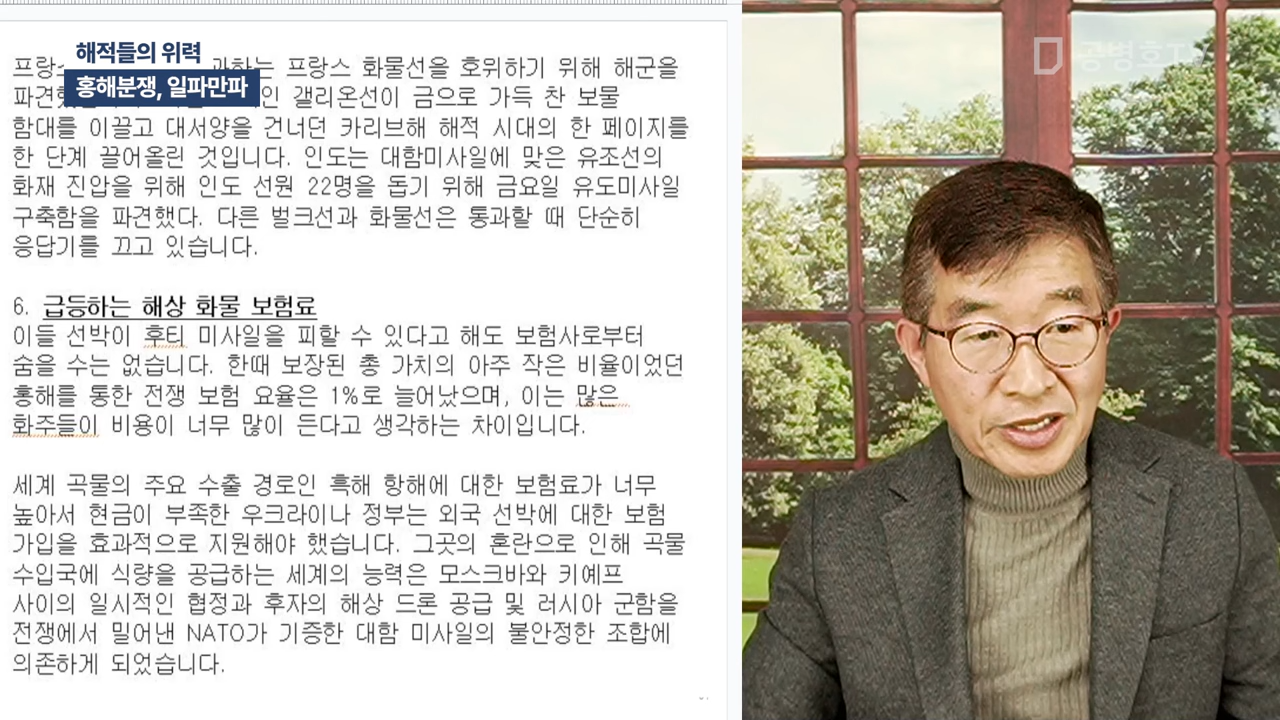 해적들의 위력
홍해분쟁, 일파만파
프랑스 과하는 프랑스 화물선을 호위하기 위해 해군을
파견했 인 갤리온선이 금으로 가득 찬 보물
함대를 이끌고 대서양을 건너던 카리브해 해적 시대의 한 페이지를
한 단계 끌어올린 것입니다. 인도는 대함미사일에 맞은 유조선의
화재 진압을 위해 인도 선원 22명을 돕기 위해 금요일 유도미사일
구축함을 파견했다. 다른 벌크선과 화물선은 통과할 때 단순히
응답기를 끄고 있습니다.
6. 급등하는 해상 화물 보험료
이들 선박이 후티 미사일을 피할 수 있다고 해도 보험사로부터
숨을 수는 없습니다. 한때 보장된 총 가치의 아주 작은 비율이었던
홍해를 통한 전쟁 보험 요율은 1%로 늘어났으며, 이는 많은
화주들이 비용이 너무 많이 든다고 생각하는 차이입니다.
세계 곡물의 주요 수출 경로인 흑해 항해에 대한 보험료가 너무
높아서 현금이 부족한 우크라이나 정부는 외국 선박에 대한 보험
가입을 효과적으로 지원해야 했습니다. 그곳의 혼란으로 인해 곡물
수입국에 식량을 공급하는 세계의 능력은 모스크바와 키예프
사이의 일시적인 협정과 후자의 해상 드론 공급 및 러시아 군함을
전쟁에서 밀어낸 NATO가 기증한 대함 미사일의 불안정한 조합에
의존하게 되었습니다.
공병호TV